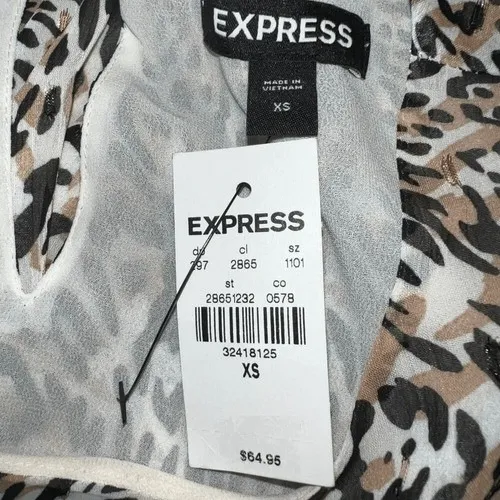 EXPRESS
MADE IN
VIETNAM
XS
EXPRESS
cl sz
2865 1101
st co
28651232 0578
32418125
XS
$64.95